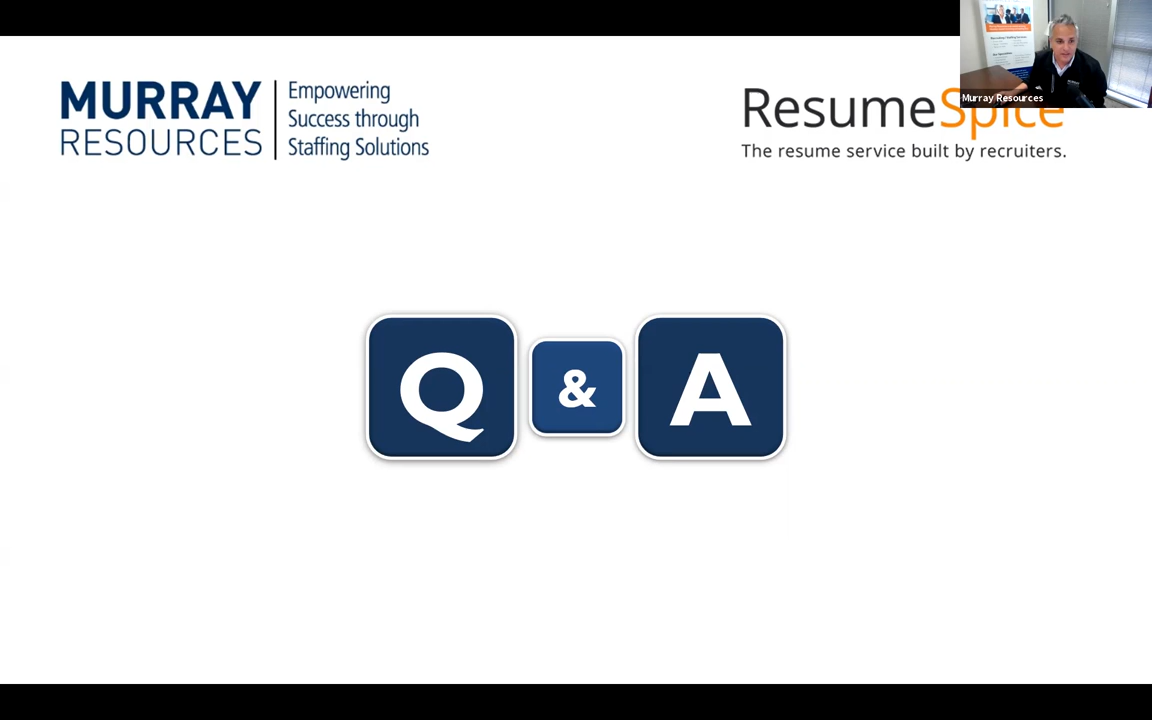 MURRAY
RESOURCES
Empowering
Success through
Staffing Solutions
ResumeSpice
The resume service built by recruiters.
Murray Resources
Q & A